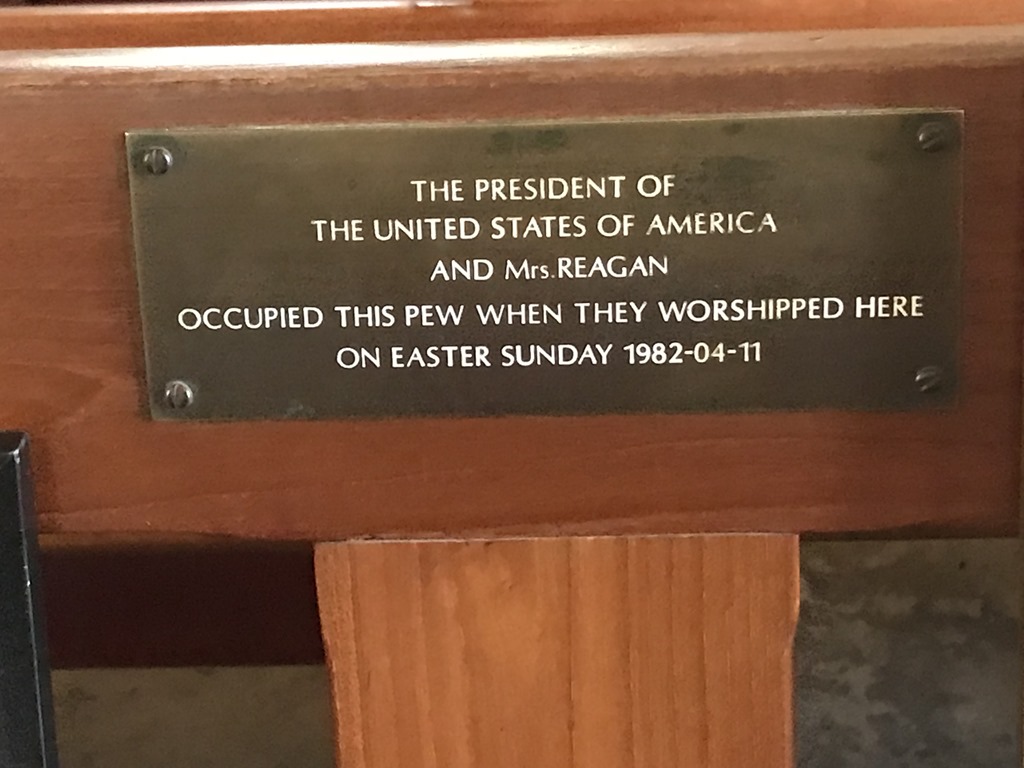 THE PRESIDENT OF
THE UNITED STATES OF AMERICA
AND Mrs.REAGAN
OCCUPIED THIS PEW WHEN THEY WORSHIPPED HERE
ON EASTER SUNDAY 1982-04-11